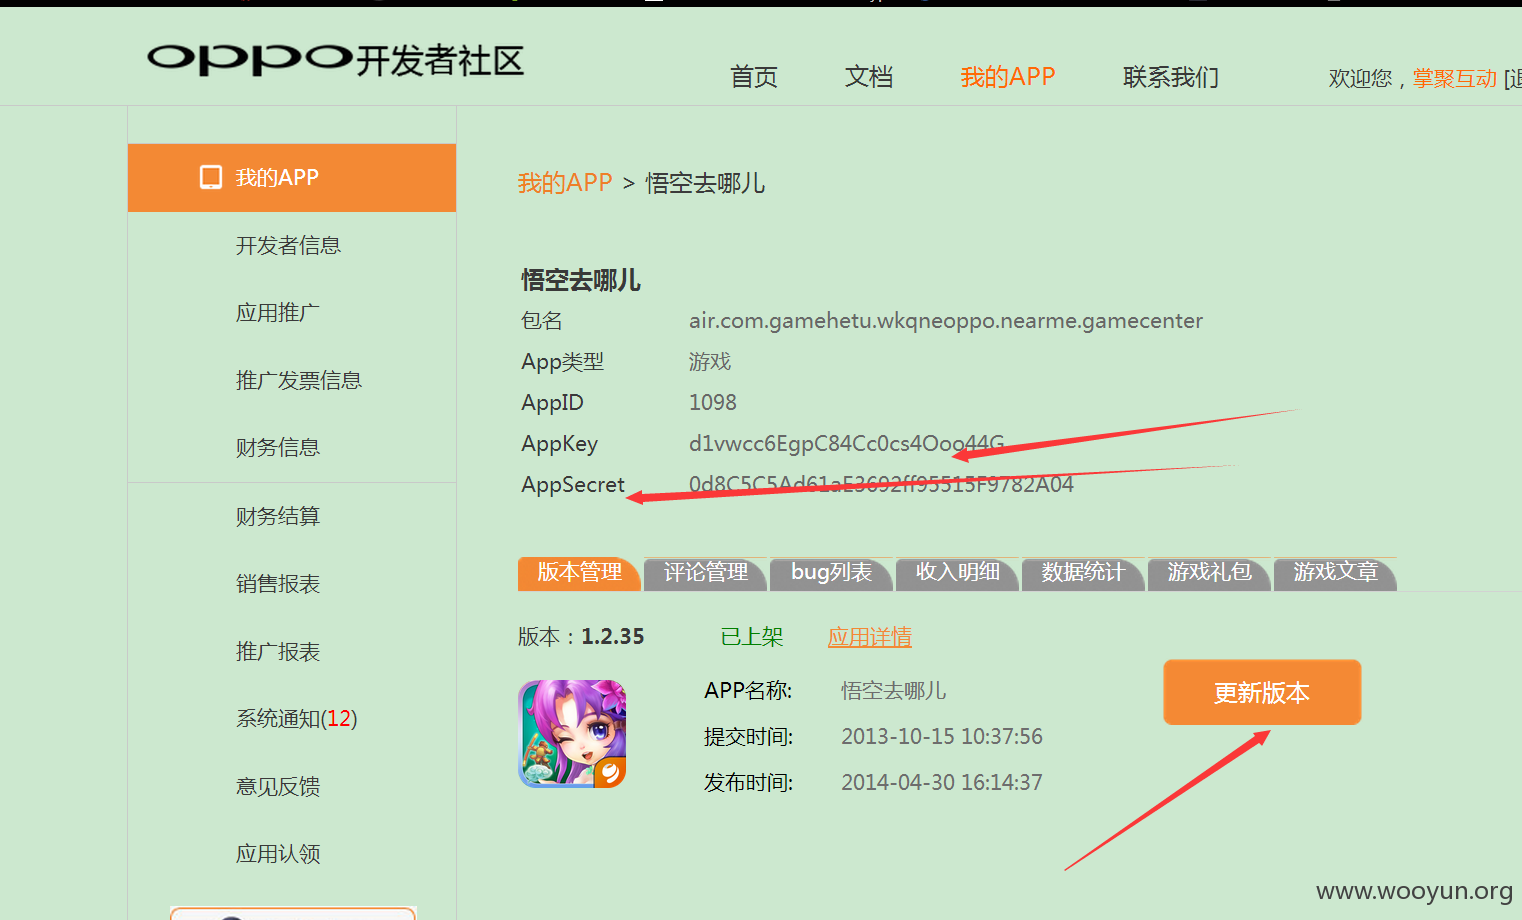 oppo开发者社区
首页 文档 我的APP 联系我们
欢迎您，掌聚互动 [退
我的APP
开发者信息
应用推广
推广发票信息
财务信息
财务结算
销售报表
推广报表
系统通知(12)
意见反馈
应用认领
我的APP > 悟空去哪儿
悟空去哪儿
包名 air.com.gamehetu.wkqneoppo.nearme.gamecenter
App类型 游戏
AppID 1098
AppKey d1vwcc6EgpC84Cc0cs4Ooo44G
AppSecret 0d8C5C5Ad61aE3692ff95515F9782A04
版本管理 评论管理 bug列表 收入明细 数据统计 游戏礼包 游戏文章
版本：1.2.35 已上架 应用详情
APP名称: 悟空去哪儿
提交时间: 2013-10-15 10:37:56
发布时间: 2014-04-30 16:14:37
更新版本
www.wooyun.org